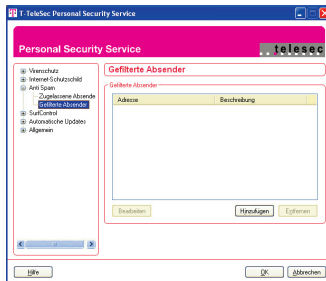 T-TeleSec Personal Security Service
Personal Security Service
telesec
Virenschutz
Internet-Schutzschild
Anti Spam
Zugelassene Absende
Gefilterte Absender
SurfControl
Automatische Updates
Allgemein
Gefilterte Absender
Gefilterte Absender
Adresse Beschreibung
Bearbeiten Hinzufügen Entfernen
Hilfe OK Abbrechen